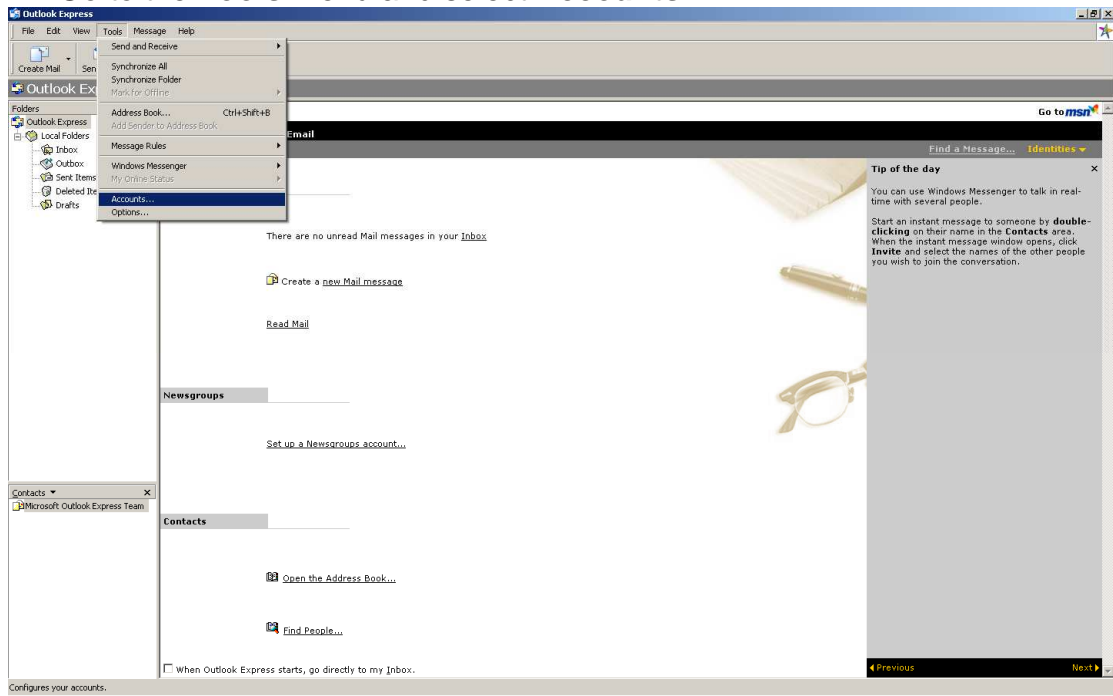 Outlook Express
File Edit View Tools Message Help
Create Mail Sen
Send and Receive
Synchronize All
Synchronize Folder
Mark for Offline
Address Book... Ctrl+Shift+B
Add Sender to Address Book
Message Rules
Windows Messenger
My Online Status
Accounts...
Options...
Outlook Ex
Folders
Outlook Express
Local Folders
Inbox
Outbox
Sent Items
Deleted Ite
Drafts
Contacts
Microsoft Outlook Express Team
Go to msn
Email
Find a Message... Identities
There are no unread Mail messages in your Inbox
Create a new Mail message
Read Mail
Newsgroups
Set up a Newsgroups account...
Contacts
Open the Address Book...
Find People...
When Outlook Express starts, go directly to my Inbox.
Tip of the day
You can use Windows Messenger to talk in real-
time with several people.
Start an instant message to someone by double-
clicking on their name in the Contacts area.
When the instant message window opens, click
Invite and select the names of the other people
you wish to join the conversation.
Previous Next
Configures your accounts.